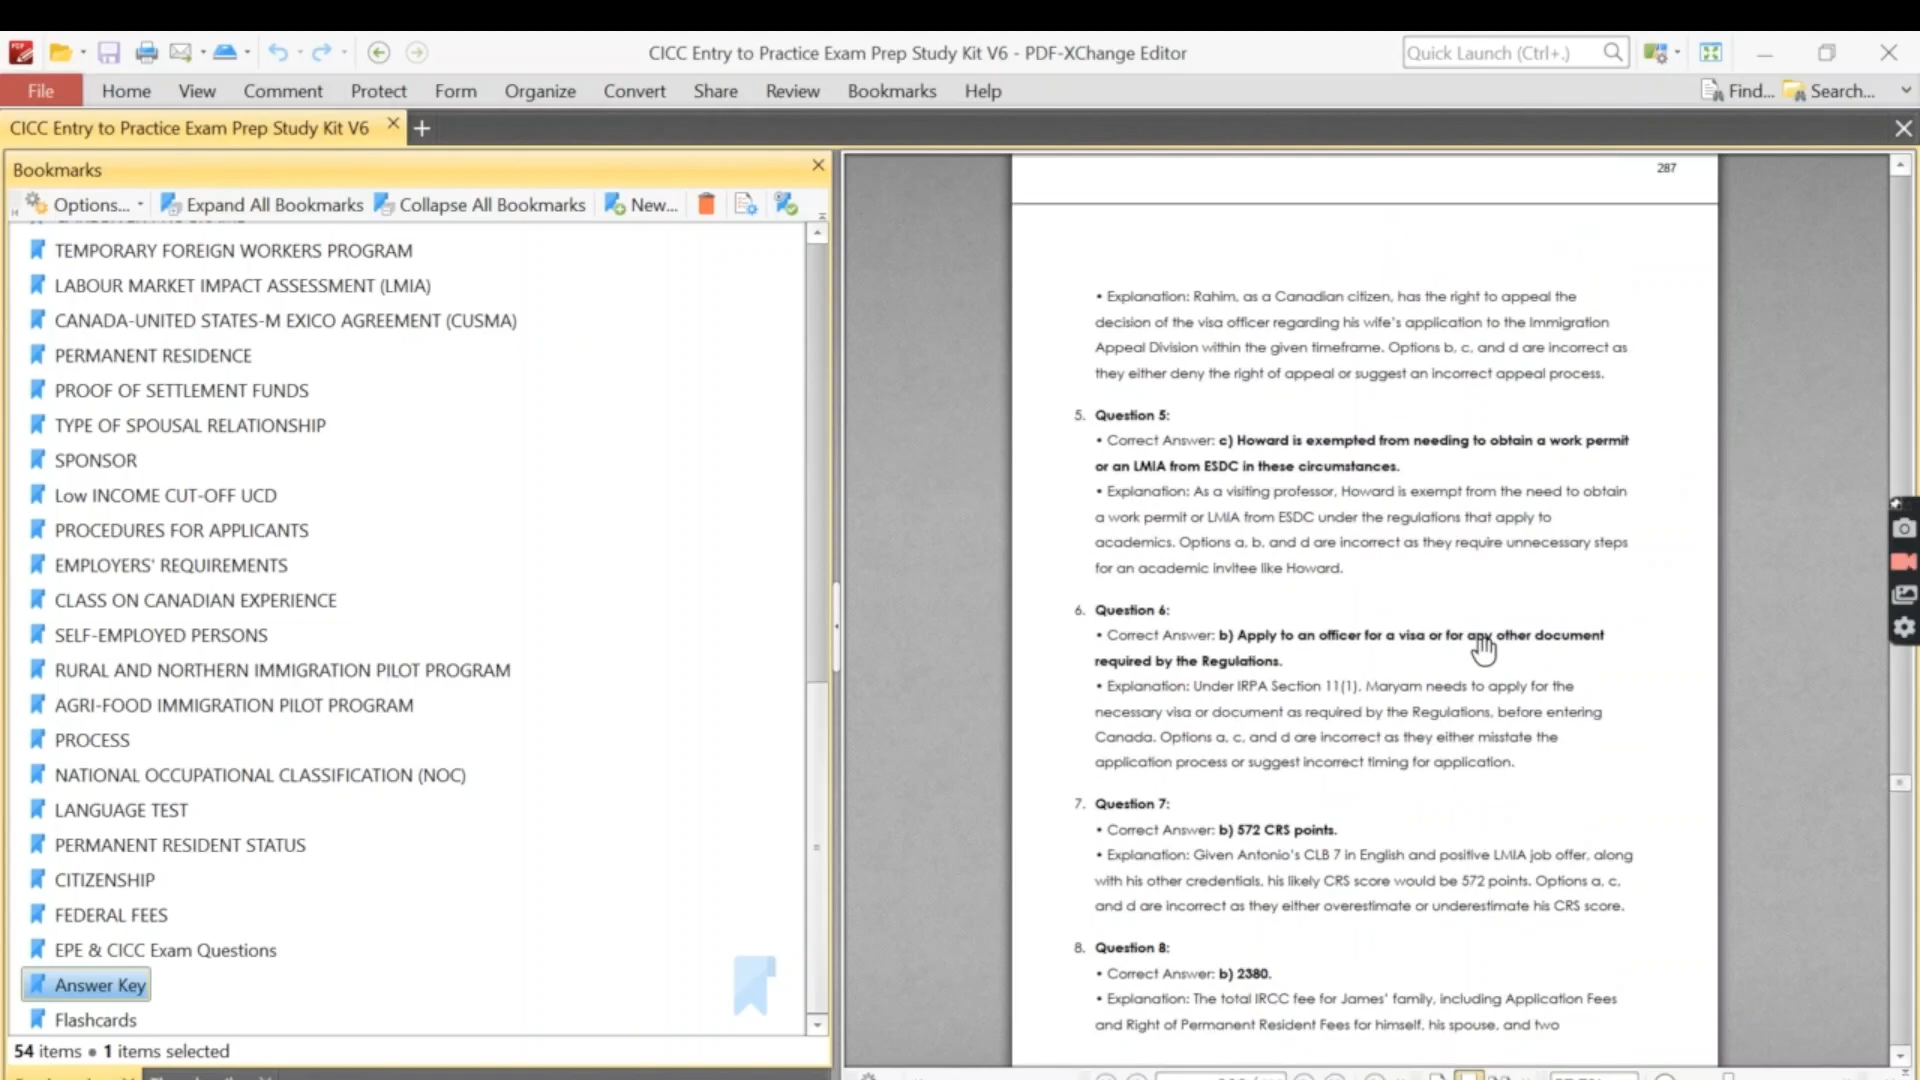 CICC Entry to Practice Exam Prep Study Kit V6 - PDF-XChange Editor
Quick Launch (Ctrl+.)
File
Home
View
Comment
Protect
Form
Organize
Convert
Share
Review
Bookmarks
Help
Find...
Search...
CICC Entry to Practice Exam Prep Study Kit V6
Bookmarks
Options...
Expand All Bookmarks
Collapse All Bookmarks
New...
TEMPORARY FOREIGN WORKERS PROGRAM
LABOUR MARKET IMPACT ASSESSMENT (LMIA)
CANADA-UNITED STATES-M EXICO AGREEMENT (CUSMA)
PERMANENT RESIDENCE
PROOF OF SETTLEMENT FUNDS
TYPE OF SPOUSAL RELATIONSHIP
SPONSOR
Low INCOME CUT-OFF UCD
PROCEDURES FOR APPLICANTS
EMPLOYERS' REQUIREMENTS
CLASS ON CANADIAN EXPERIENCE
SELF-EMPLOYED PERSONS
RURAL AND NORTHERN IMMIGRATION PILOT PROGRAM
AGRI-FOOD IMMIGRATION PILOT PROGRAM
PROCESS
NATIONAL OCCUPATIONAL CLASSIFICATION (NOC)
LANGUAGE TEST
PERMANENT RESIDENT STATUS
CITIZENSHIP
FEDERAL FEES
EPE & CICC Exam Questions
Answer Key
Flashcards
54 items • 1 items selected
287
• Explanation: Rahim, as a Canadian citizen, has the right to appeal the
decision of the visa officer regarding his wife's application to the Immigration
Appeal Division within the given timeframe. Options b, c, and d are incorrect as
they either deny the right of appeal or suggest an incorrect appeal process.
5. Question 5:
• Correct Answer: c) Howard is exempted from needing to obtain a work permit
or an LMIA from ESDC in these circumstances.
• Explanation: As a visiting professor, Howard is exempt from the need to obtain
a work permit or LMIA from ESDC under the regulations that apply to
academics. Options a, b, and d are incorrect as they require unnecessary steps
for an academic invitee like Howard.
6. Question 6:
• Correct Answer: b) Apply to an officer for a visa or for any other document
required by the Regulations.
• Explanation: Under IRPA Section 11(1), Maryam needs to apply for the
necessary visa or document as required by the Regulations, before entering
Canada. Options a, c, and d are incorrect as they either misstate the
application process or suggest incorrect timing for application.
7. Question 7:
• Correct Answer: b) 572 CRS points.
• Explanation: Given Antonio's CLB 7 in English and positive LMIA job offer, along
with his other credentials, his likely CRS score would be 572 points. Options a, c,
and d are incorrect as they either overestimate or underestimate his CRS score.
8. Question 8:
• Correct Answer: b) 2380.
• Explanation: The total IRCC fee for James' family, including Application Fees
and Right of Permanent Resident Fees for himself, his spouse, and two